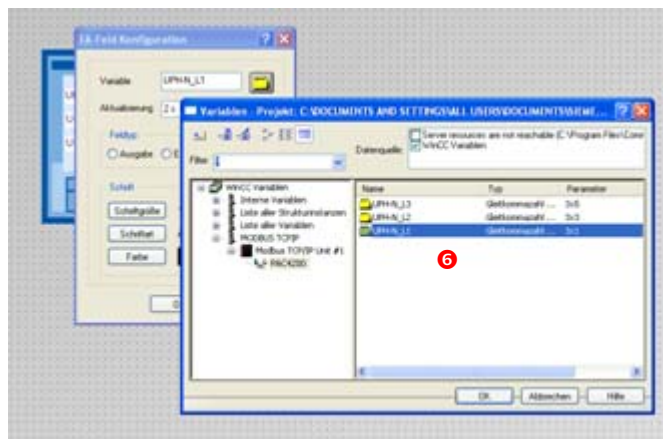 EA-Feld Konfiguration
Variable UPH-N_L1
Aktualisierung 2 s
Feldtyp
Ausgabe
Schrift
Schriftgröße
Schriftart
Farbe
Variablen - Projekt: C:\DOCUMENTS AND SETTINGS\ALL USERS\DOCUMENTS\SIEME...
Filter
Datenquelle:
Server resources are not reachable (C:\Program Files\Com
WinCC Variablen
WinCC Variablen
Interne Variablen
Liste aller Strukturinstanzen
Liste aller Variablen
MODBUS TCPIP
Modbus TCP/IP Unit #1
Name Typ Parameter
UPH-N_L3 Gleitkommazahl ... 3x5
UPH-N_L2 Gleitkommazahl ... 3x3
UPH-N_L1 Gleitkommazahl ... 3x1
6
OK Abbrechen Hilfe